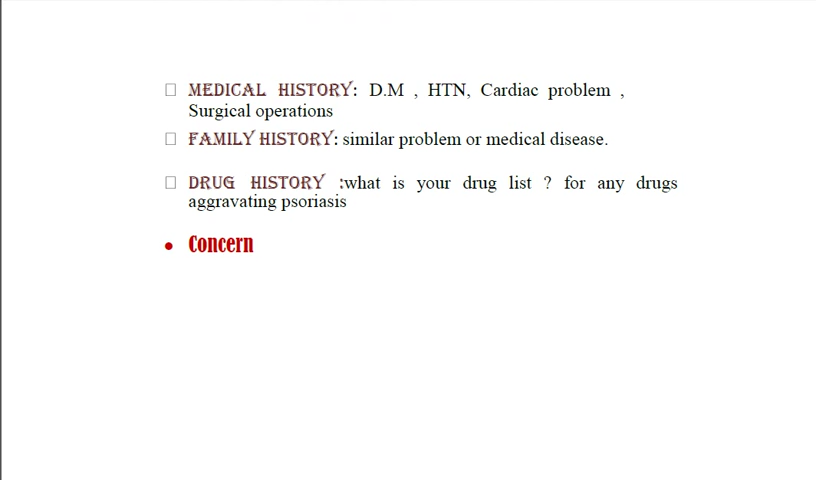 MEDICAL HISTORY: D.M , HTN, Cardiac problem ,
Surgical operations
FAMILY HISTORY: similar problem or medical disease.
DRUG HISTORY :what is your drug list ? for any drugs
aggravating psoriasis
• Concern